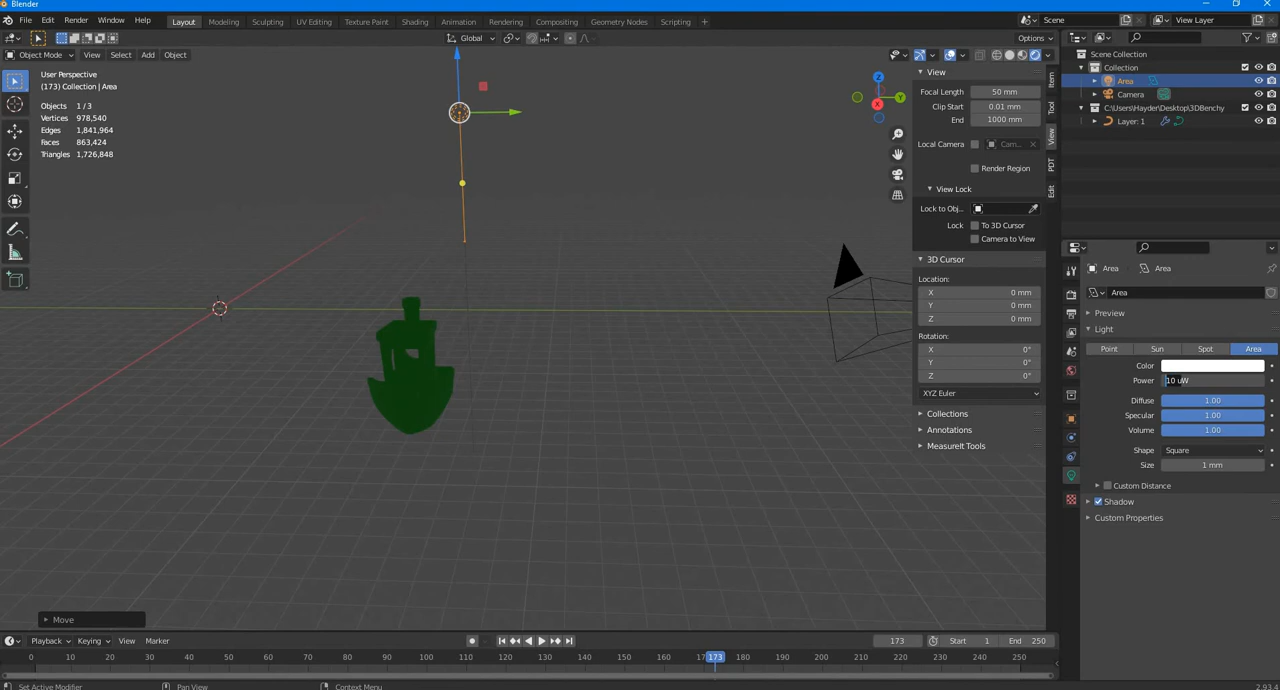 Blender
File Edit Render Window Help
Layout Modeling Sculpting UV Editing Texture Paint Shading Animation Rendering Compositing Geometry Nodes Scripting +
Scene View Layer
Global Options
Object Mode View Select Add Object
User Perspective
(173) Collection | Area
Objects 1 / 3
Vertices 978,540
Edges 1,841,964
Faces 863,424
Triangles 1,726,848
Z
Y
X
View
Focal Length 50 mm
Clip Start 0.01 mm
End 1000 mm
Local Camera Cam...
Render Region
View Lock
Lock to Obj...
Lock To 3D Cursor
Camera to View
3D Cursor
Location:
X 0 mm
Y 0 mm
Z 0 mm
Rotation:
X 0°
Y 0°
Z 0°
XYZ Euler
Collections
Annotations
MeasureIt Tools
Item
Tool
View
PDT
Edit
Scene Collection
Collection
Area
Camera
C:\Users\Hayder\Desktop\3DBenchy
Layer: 1
Area Area
Area
Preview
Light
Point Sun Spot Area
Color
Power 10 uW
Diffuse 1.00
Specular 1.00
Volume 1.00
Shape Square
Size 1 mm
Custom Distance
Shadow
Custom Properties
Move
Playback Keying View Marker
173 Start 1 End 250
0 10 20 30 40 50 60 70 80 90 100 110 120 130 140 150 160 17 173 180 190 200 210 220 230 240 250
Set Active Modifier Pan View Context Menu 2.93.4